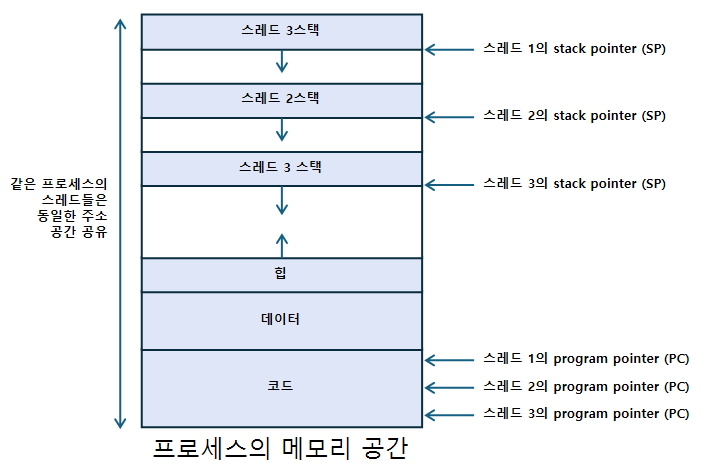 스레드 3스택
스레드 1의 stack pointer (SP)
스레드 2스택
스레드 2의 stack pointer (SP)
스레드 3 스택
스레드 3의 stack pointer (SP)
같은 프로세스의
스레드들은
동일한 주소
공간 공유
힙
데이터
코드
스레드 1의 program pointer (PC)
스레드 2의 program pointer (PC)
스레드 3의 program pointer (PC)
프로세스의 메모리 공간